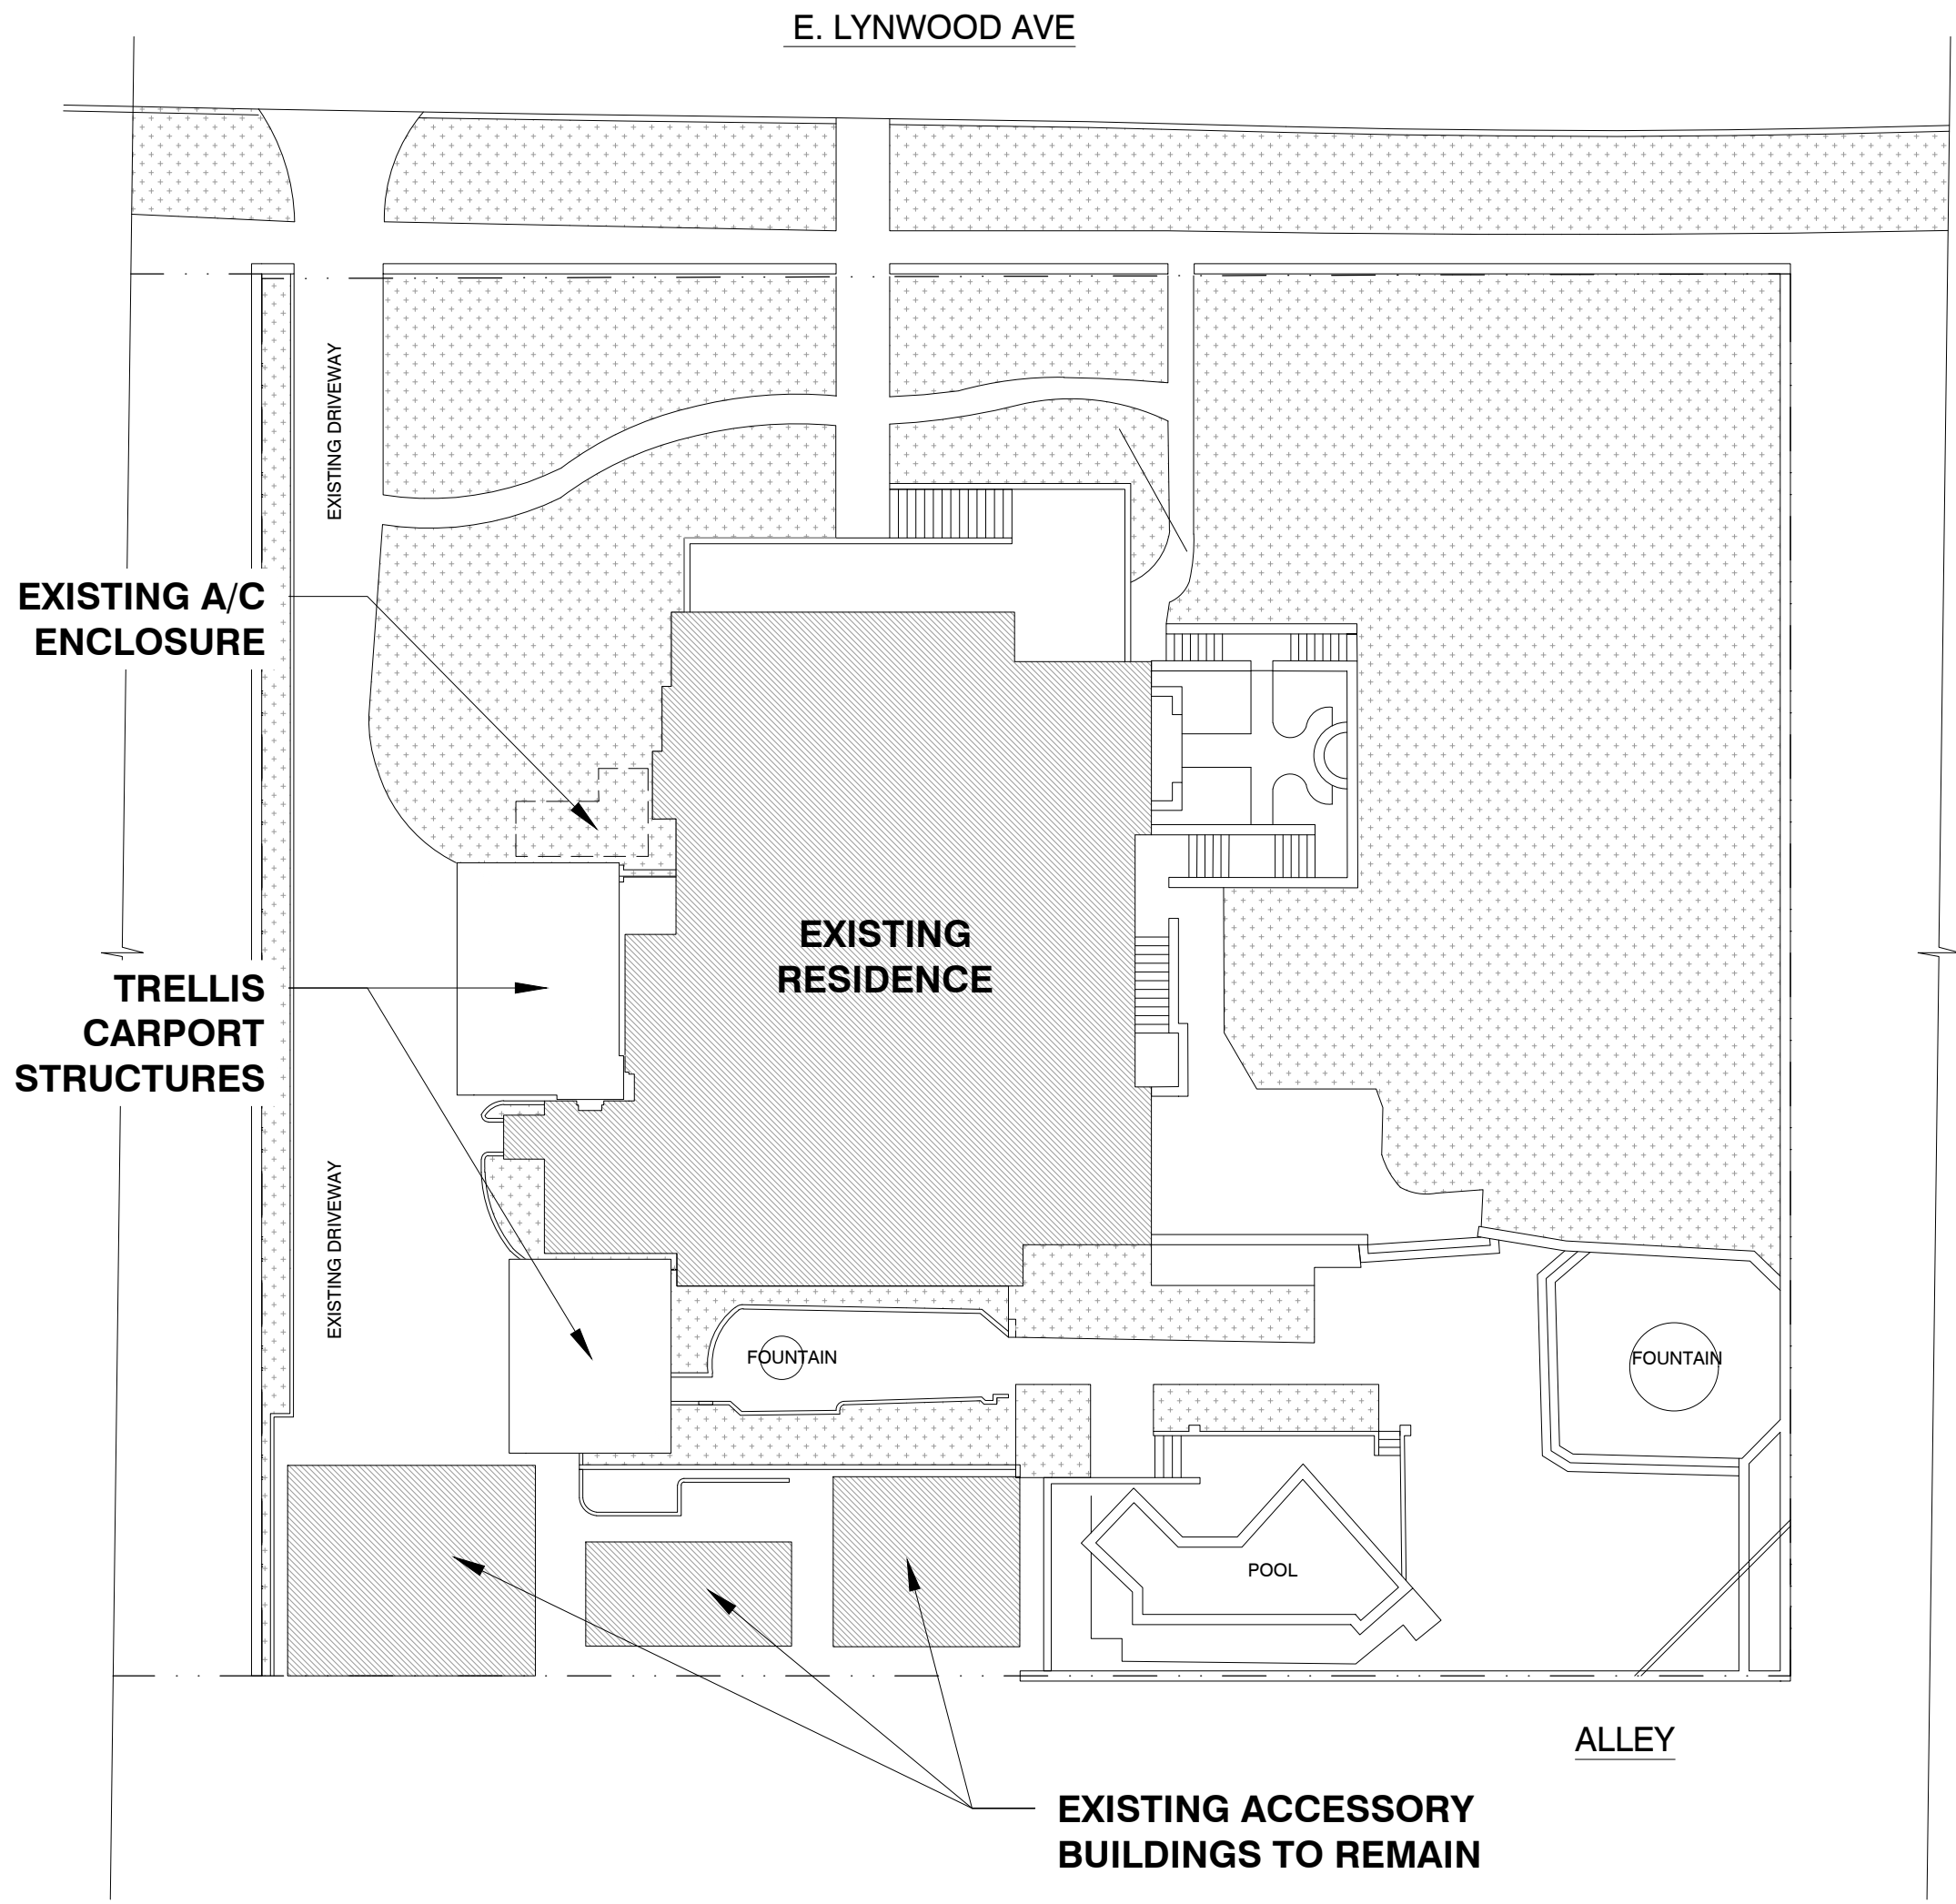 E. LYNWOOD AVE
EXISTING DRIVEWAY
EXISTING A/C
ENCLOSURE
EXISTING
RESIDENCE
TRELLIS
CARPORT
STRUCTURES
EXISTING DRIVEWAY
FOUNTAIN
FOUNTAIN
POOL
ALLEY
EXISTING ACCESSORY
BUILDINGS TO REMAIN